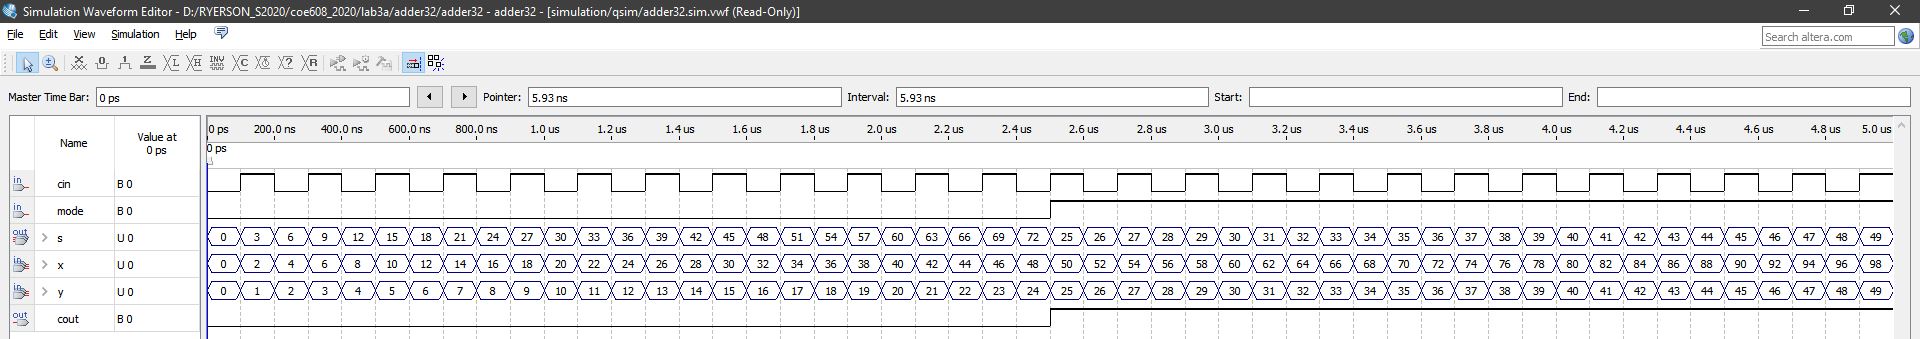 Simulation Waveform Editor - D:/RYERSON_S2020/coe608_2020/lab3a/adder32/adder32 - adder32 - [simulation/qsim/adder32.sim.vwf (Read-Only)]
File Edit View Simulation Help
Search altera.com
Master Time Bar: 0 ps Pointer: 5.93 ns Interval: 5.93 ns Start: End:
Name Value at 0 ps 0 ps 200.0 ns 400.0 ns 600.0 ns 800.0 ns 1.0 us 1.2 us 1.4 us 1.6 us 1.8 us 2.0 us 2.2 us 2.4 us 2.6 us 2.8 us 3.0 us 3.2 us 3.4 us 3.6 us 3.8 us 4.0 us 4.2 us 4.4 us 4.6 us 4.8 us 5.0 us
0 ps
in cin B 0
in mode B 0
out s U 0 0 3 6 9 12 15 18 21 24 27 30 33 36 39 42 45 48 51 54 57 60 63 66 69 72 25 26 27 28 29 30 31 32 33 34 35 36 37 38 39 40 41 42 43 44 45 46 47 48 49
in x U 0 0 2 4 6 8 10 12 14 16 18 20 22 24 26 28 30 32 34 36 38 40 42 44 46 48 50 52 54 56 58 60 62 64 66 68 70 72 74 76 78 80 82 84 86 88 90 92 94 96 98
in y U 0 0 1 2 3 4 5 6 7 8 9 10 11 12 13 14 15 16 17 18 19 20 21 22 23 24 25 26 27 28 29 30 31 32 33 34 35 36 37 38 39 40 41 42 43 44 45 46 47 48 49
out cout B 0